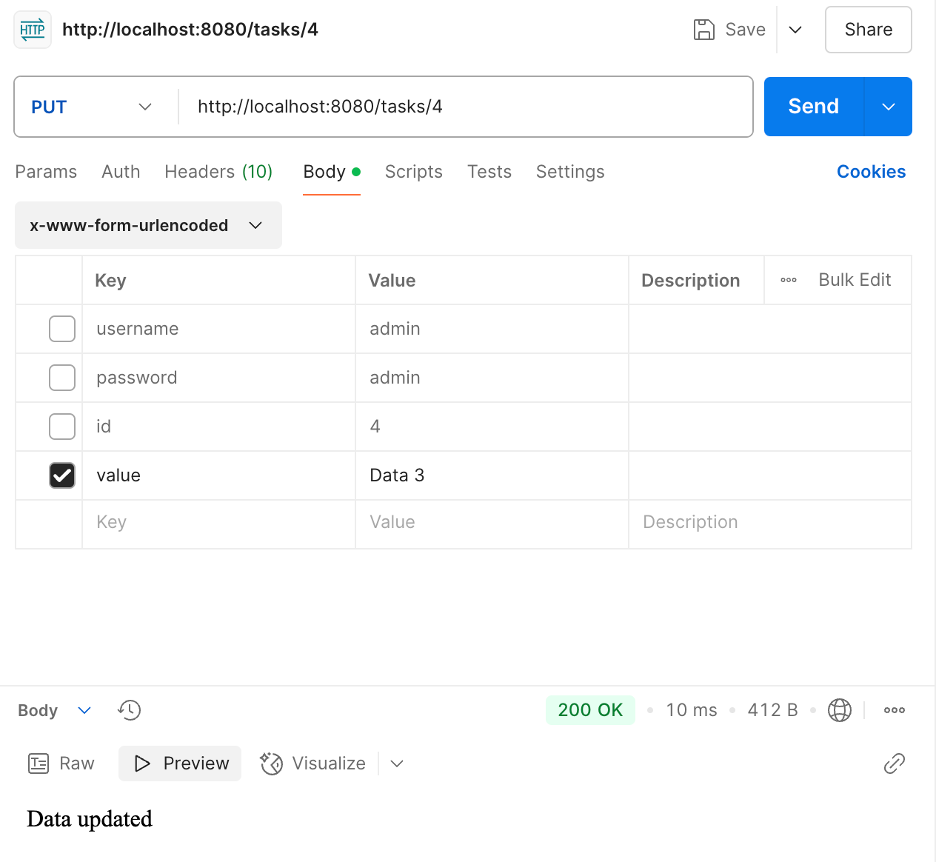 HTTP http://localhost:8080/tasks/4 Save Share
PUT http://localhost:8080/tasks/4 Send
Params Auth Headers (10) Body Scripts Tests Settings Cookies
x-www-form-urlencoded
Key Value Description Bulk Edit
username admin
password admin
id 4
value Data 3
Key Value Description
Body 200 OK 10 ms 412 B
Raw Preview Visualize
Data updated